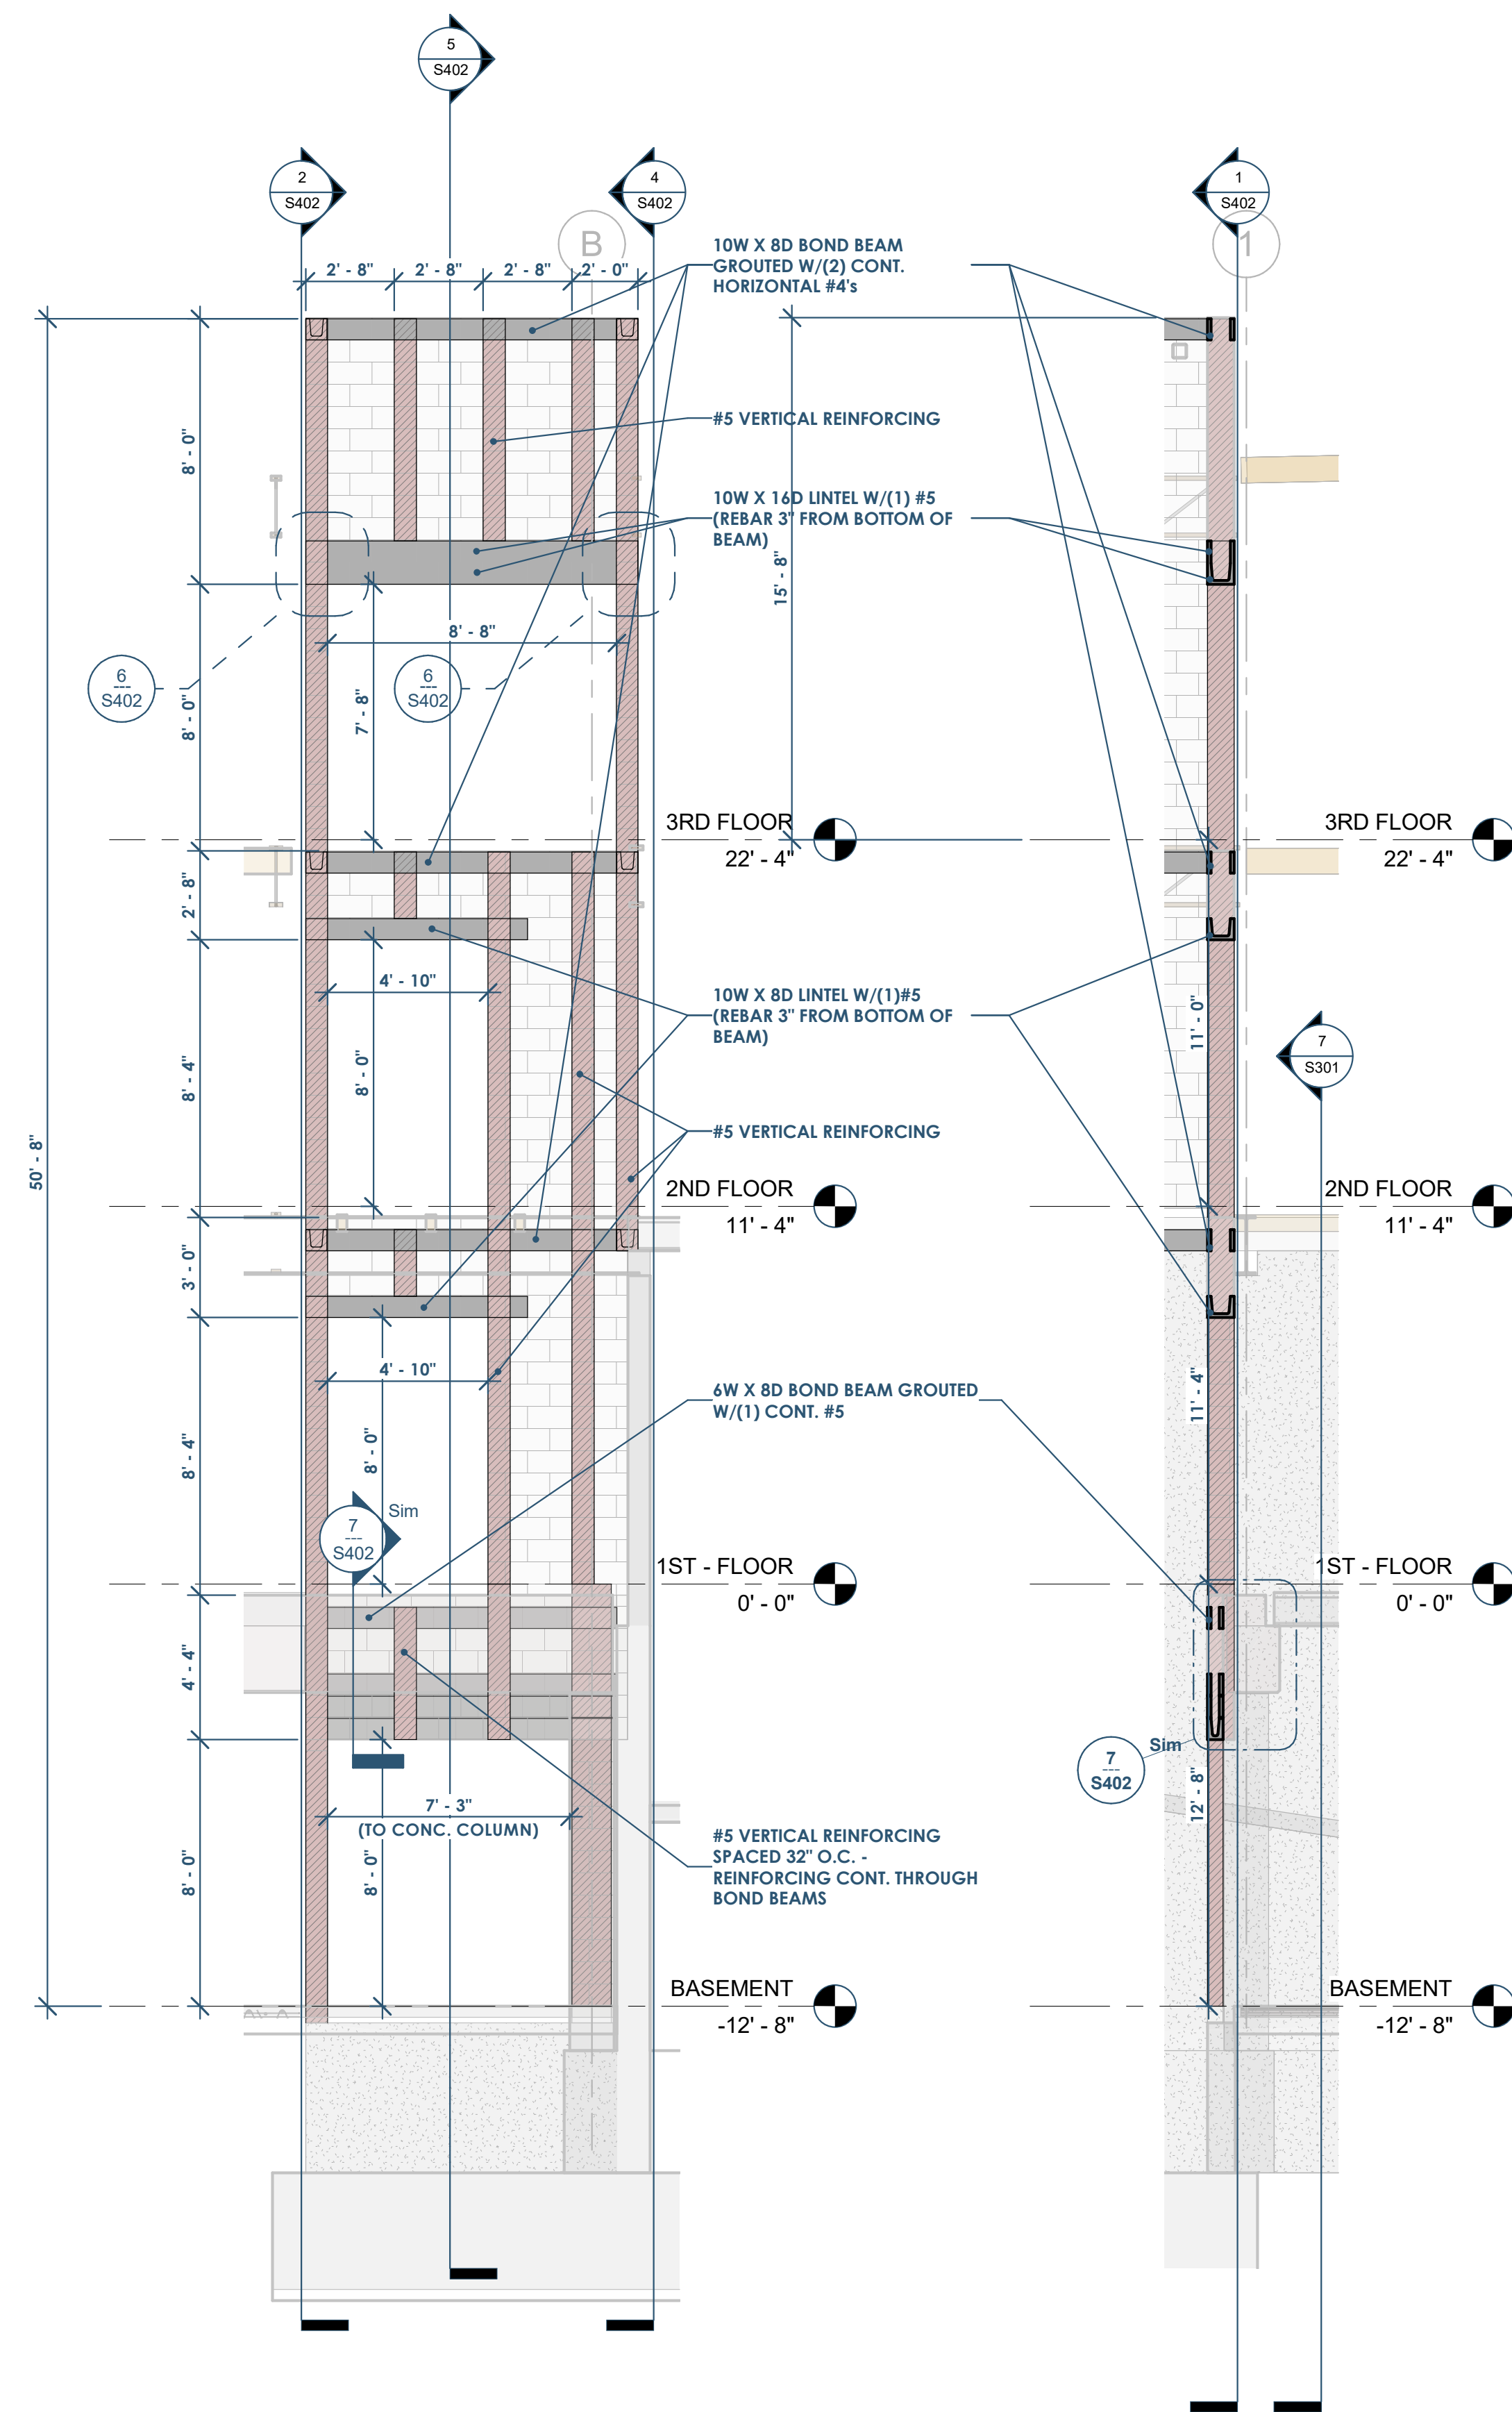 5
S402
2
S402
4
S402
1
S402
B
1
2' - 8"
2' - 8"
2' - 8"
2' - 0"
10W X 8D BOND BEAM
GROUTED W/(2) CONT.
HORIZONTAL #4's
8' - 0"
#5 VERTICAL REINFORCING
10W X 16D LINTEL W/(1) #5
(REBAR 3" FROM BOTTOM OF
BEAM)
15' - 8"
8' - 8"
6
---
S402
6
---
S402
8' - 0"
7' - 8"
3RD FLOOR
22' - 4"
3RD FLOOR
22' - 4"
2' - 8"
4' - 10"
10W X 8D LINTEL W/(1)#5
(REBAR 3" FROM BOTTOM OF
BEAM)
11' - 0"
7
S301
8' - 4"
8' - 0"
#5 VERTICAL REINFORCING
50' - 8"
2ND FLOOR
11' - 4"
2ND FLOOR
11' - 4"
3' - 0"
4' - 10"
6W X 8D BOND BEAM GROUTED
W/(1) CONT. #5
11' - 4"
8' - 4"
8' - 0"
7
---
S402
Sim
1ST - FLOOR
0' - 0"
1ST - FLOOR
0' - 0"
4' - 4"
7
---
S402
Sim
12' - 8"
7' - 3"
(TO CONC. COLUMN)
8' - 0"
8' - 0"
#5 VERTICAL REINFORCING
SPACED 32" O.C. -
REINFORCING CONT. THROUGH
BOND BEAMS
BASEMENT
-12' - 8"
BASEMENT
-12' - 8"